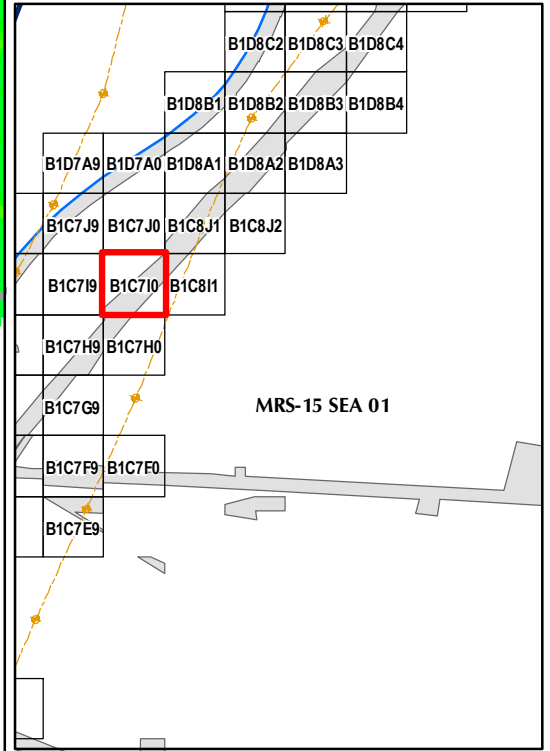 B1D8C2 B1D8C3 B1D8C4
B1D8B1 B1D8B2 B1D8B3 B1D8B4
B1D7A9 B1D7A0 B1D8A1 B1D8A2 B1D8A3
B1C7J9 B1C7J0 B1C8J1 B1C8J2
B1C7I9 B1C7I0 B1C8I1
B1C7H9 B1C7H0
MRS-15 SEA 01
B1C7G9
B1C7F9 B1C7F0
B1C7E9